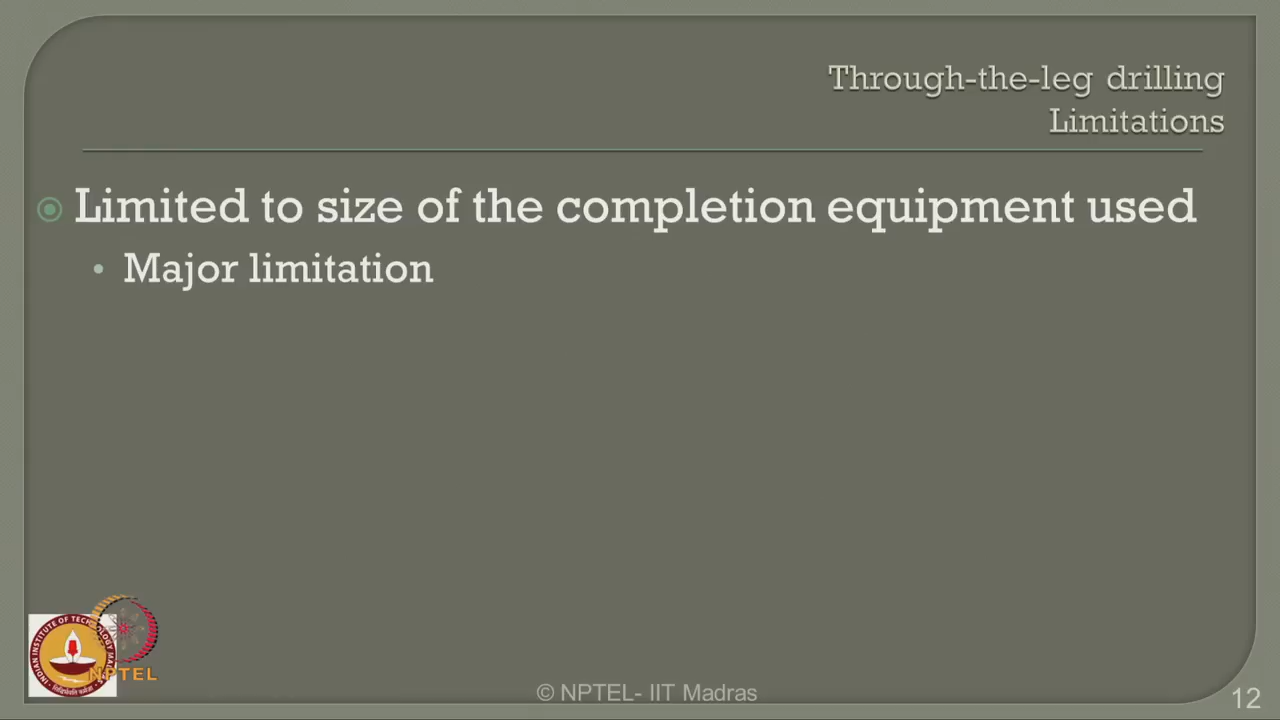 Through-the-leg drilling
Limitations
Limited to size of the completion equipment used
• Major limitation
NPTEL
© NPTEL- IIT Madras
12